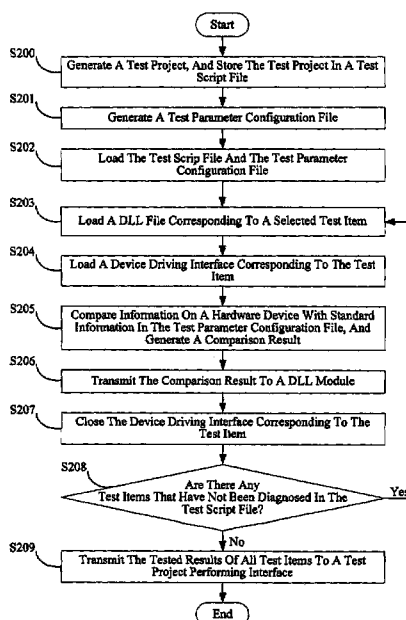 Start
S200
Generate A Test Project, And Store The Test Project In A Test
Script File
S201
Generate A Test Parameter Configuration File
S202
Load The Test Scrip File And The Test Parameter
Configuration File
S203
Load A DLL File Corresponding To A Selected Test Item
S204
Load A Device Driving Interface Corresponding To The Test
Item
S205
Compare Information On A Hardware Device With Standard
Information In The Test Parameter Configuration File, And
Generate A Comparison Result
S206
Transmit The Comparison Result To A DLL Module
S207
Close The Device Driving Interface Corresponding To The
Test Item
S208
Are There Any
Test Items That Have Not Been Diagnosed In The
Test Script File?
Yes
No
S209
Transmit The Tested Results Of All Test Items To A Test
Project Performing Interface
End